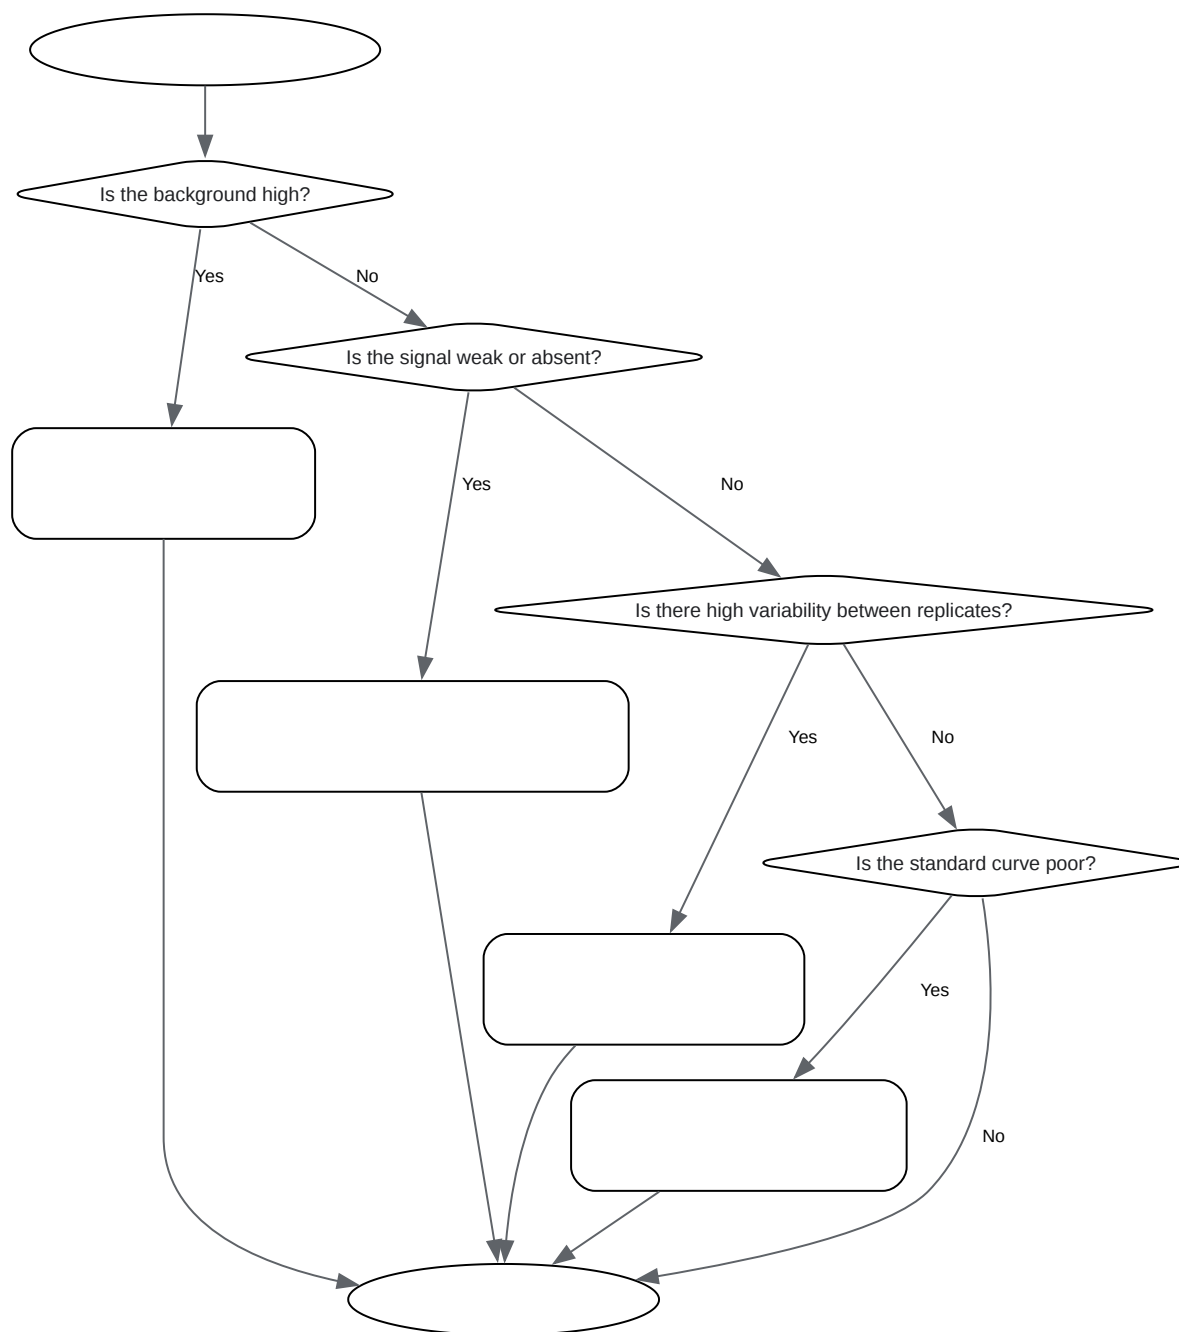 Is the background high?
Yes
No
Is the signal weak or absent?
Yes
No
Is there high variability between replicates?
Yes
No
Is the standard curve poor?
Yes
No